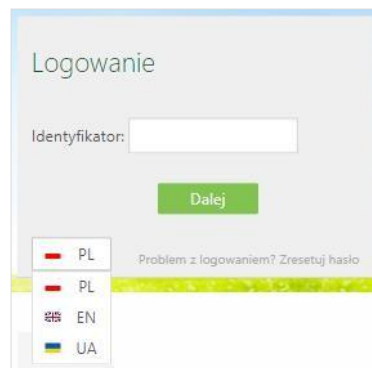 Logowanie
Identyfikator:
Dalej
PL
Problem z logowaniem? Zresetuj hasło
PL
EN
UA